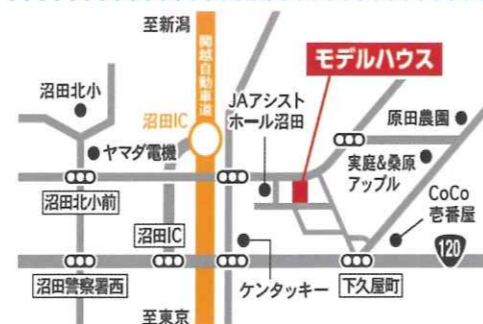 至新潟
関越自動車道
モデルハウス
沼田北小
沼田IC
JAアシスト
ホール沼田
原田農園
ヤマダ電機
実庭&桑原
アップル
沼田北小前
CoCo
壱番屋
沼田IC
120
沼田警察署西
ケンタッキー
下久屋町
至東京